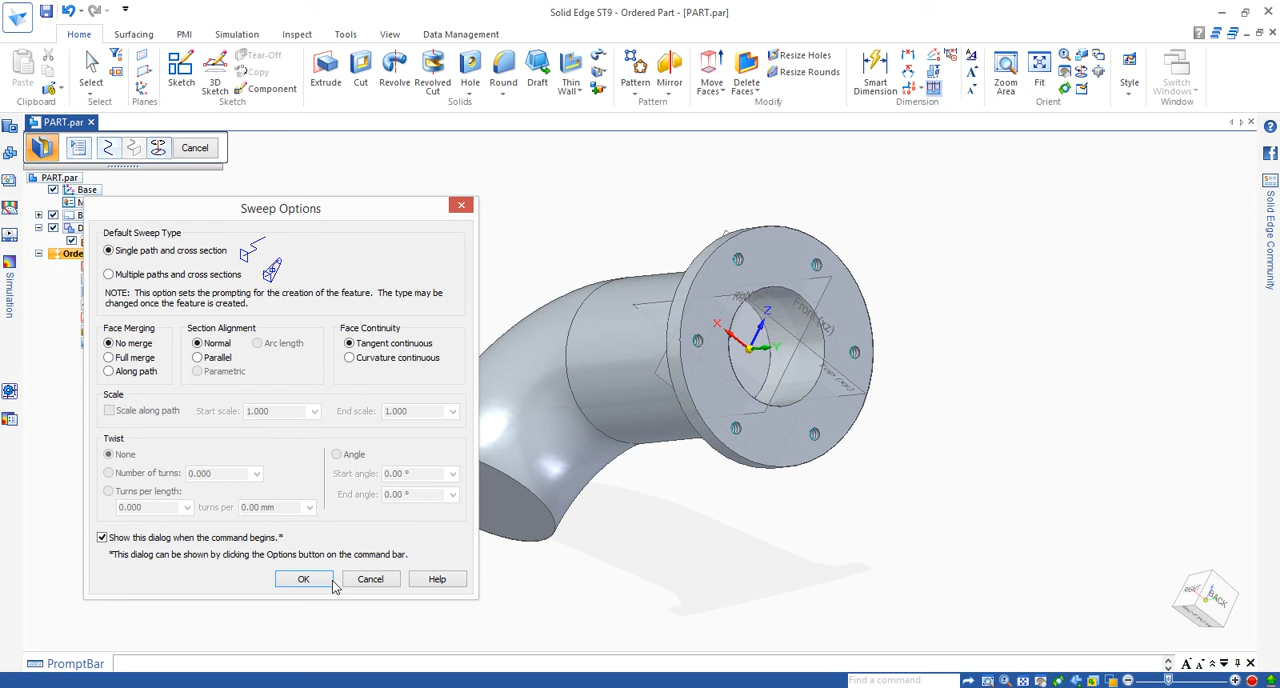 Solid Edge ST9 - Ordered Part - [PART.par]
Home Surfacing PMI Simulation Inspect Tools View Data Management
Paste Select Sketch 3D Sketch Tear-Off Copy Component Extrude Cut Revolve Revolved Cut Hole Round Draft Thin Wall Pattern Mirror Move Faces Delete Faces Resize Holes Resize Rounds Smart Dimension Zoom Area Fit Style Switch Windows
Clipboard Select Planes Sketch Solids Pattern Modify Dimension Orient Window
PART.par
Cancel
PART.par
Base
M
B
D
Orde
Simulation
Solid Edge Community
Sweep Options
Default Sweep Type
Single path and cross section
Multiple paths and cross sections
NOTE: This option sets the prompting for the creation of the feature. The type may be
changed once the feature is created.
Face Merging Section Alignment Face Continuity
No merge Normal Arc length Tangent continuous
Full merge Parallel Curvature continuous
Along path Parametric
Scale
Scale along path Start scale: 1.000 End scale: 1.000
Twist
None Angle
Number of turns: 0.000 Start angle: 0.00 °
Turns per length: End angle: 0.00 °
0.000 turns per 0.00 mm
Show this dialog when the command begins.*
*This dialog can be shown by clicking the Options button on the command bar.
OK Cancel Help
Front (xz)
X Z Y
RIGHT BACK
PromptBar
Find a command